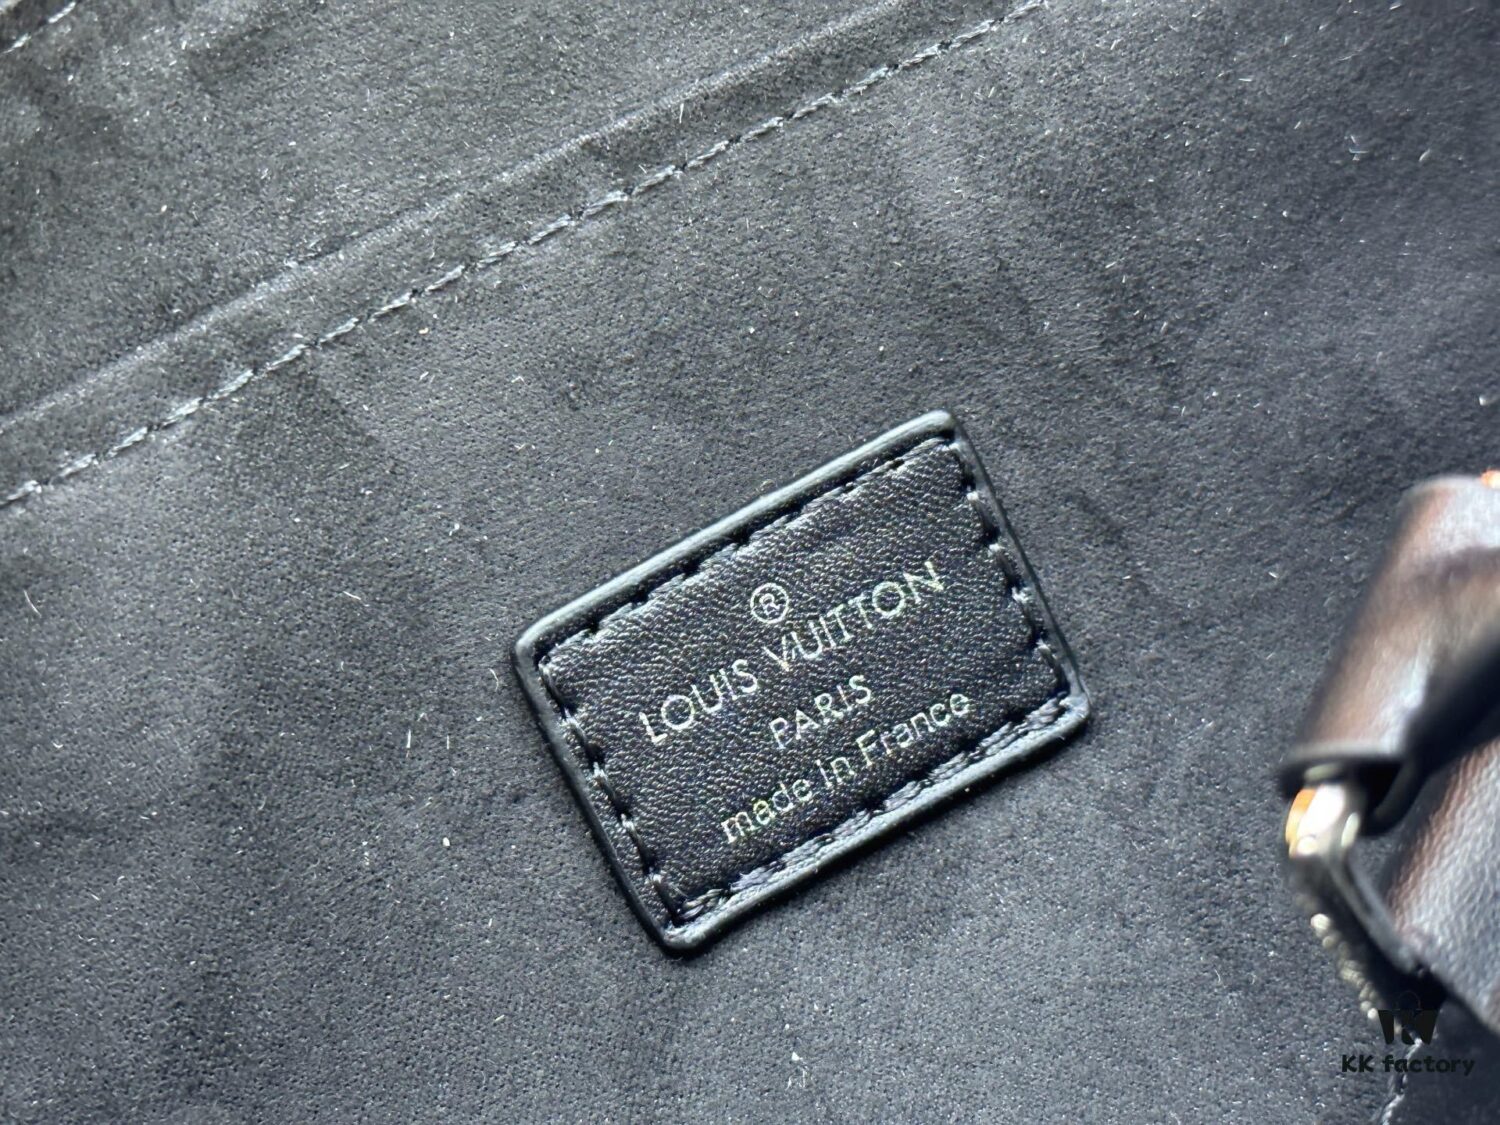 ®
LOUIS VUITTON
PARIS
made in France
KK factory